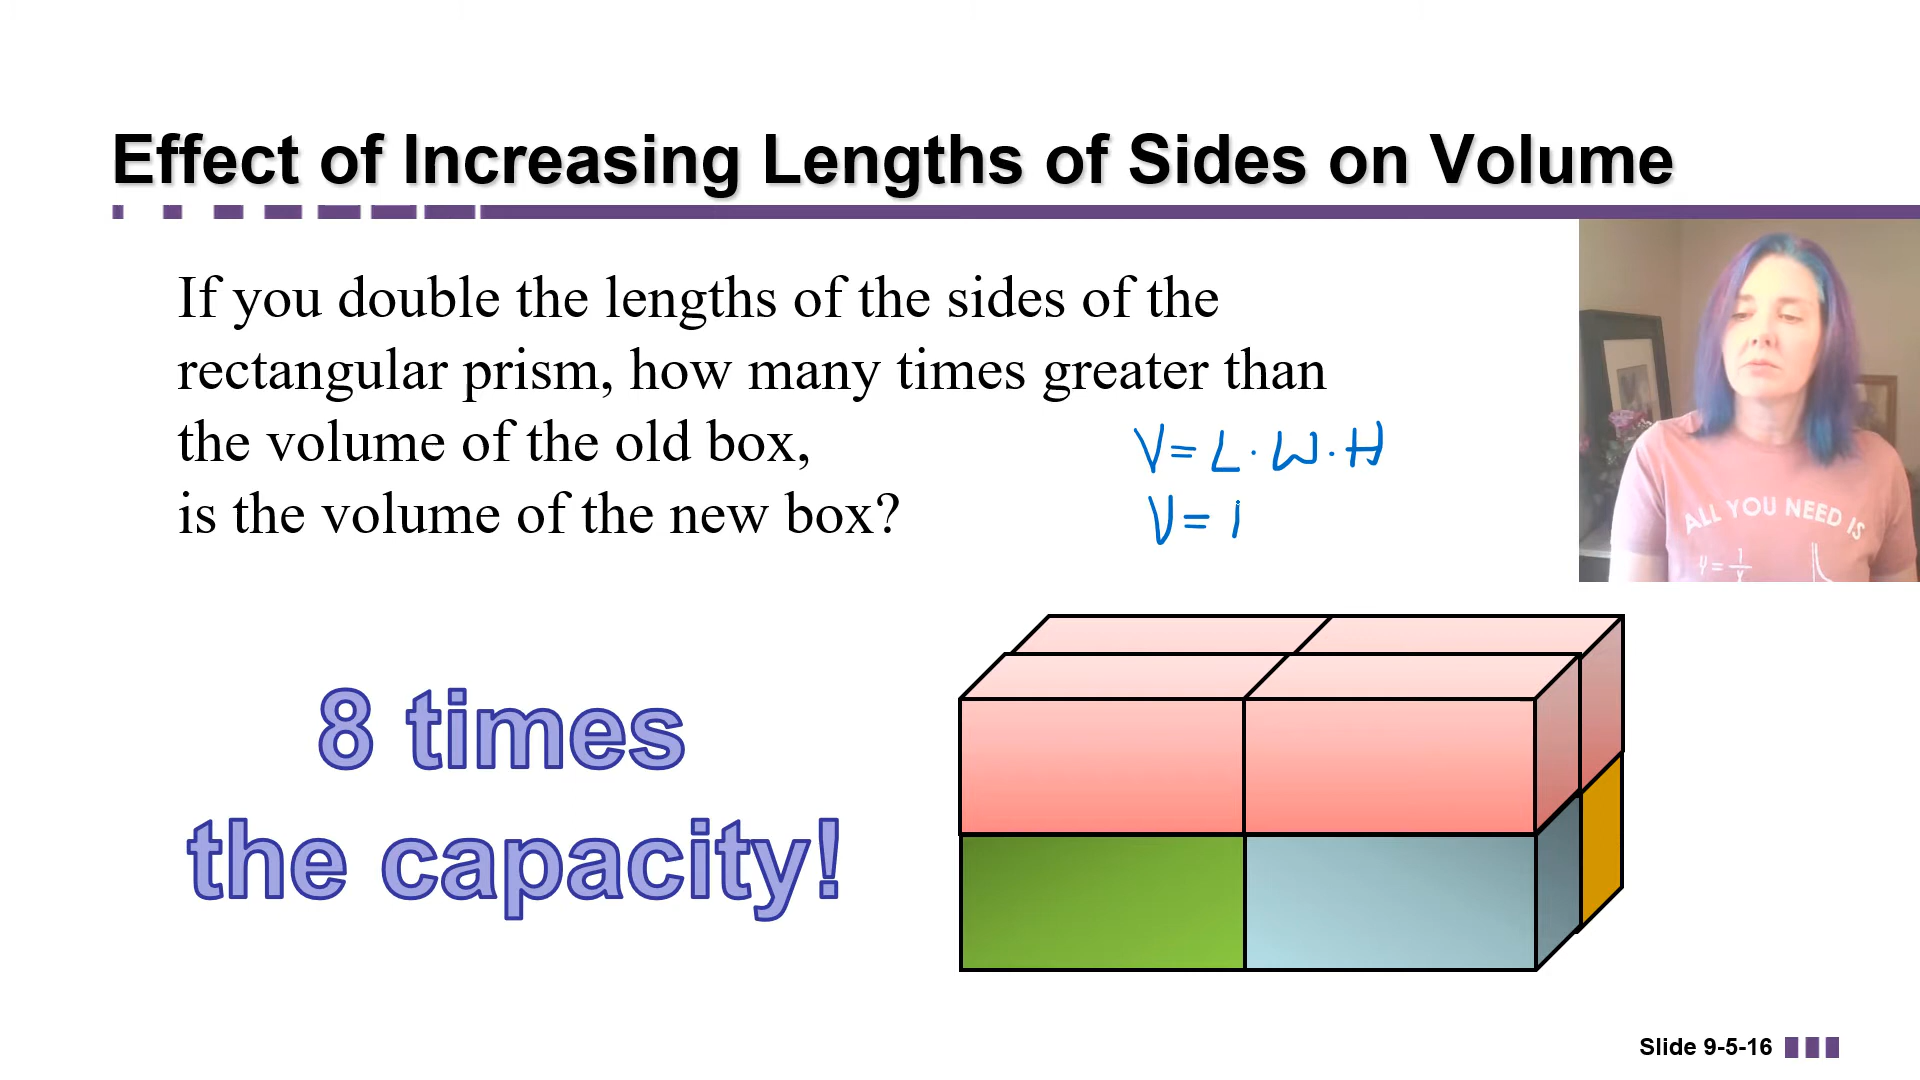 Effect of Increasing Lengths of Sides on Volume
If you double the lengths of the sides of the
rectangular prism, how many times greater than
the volume of the old box,
is the volume of the new box?
V = L · W · H
V = 1
ALL YOU NEED IS
y = 1/x
8 times
the capacity!
Slide 9-5-16